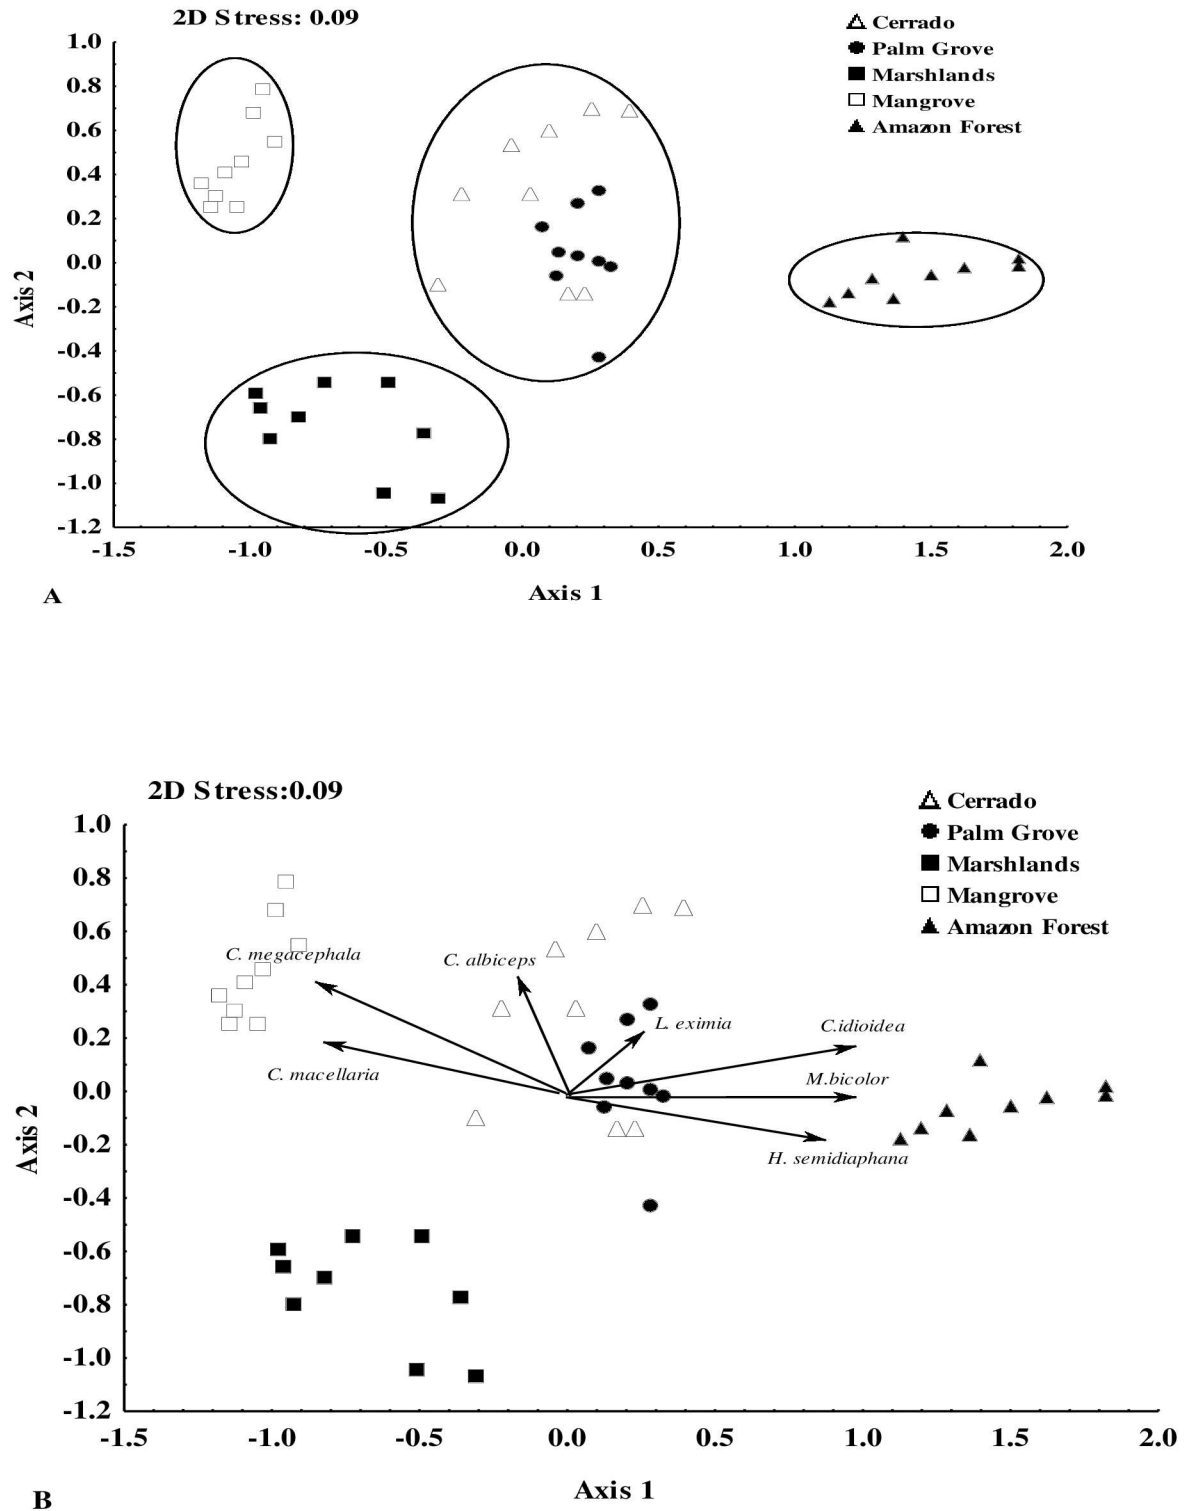 2D Stress: 0.09
Cerrado
Palm Grove
Marshlands
Mangrove
Amazon Forest
1.0
0.8
0.6
0.4
0.2
0.0
-0.2
-0.4
-0.6
-0.8
-1.0
-1.2
Axis 2
-1.5 -1.0 -0.5 0.0 0.5 1.0 1.5 2.0
Axis 1
A
2D Stress:0.09
Cerrado
Palm Grove
Marshlands
Mangrove
Amazon Forest
1.0
0.8
0.6
0.4
0.2
0.0
-0.2
-0.4
-0.6
-0.8
-1.0
-1.2
Axis 2
C. megacephala
C. albiceps
L. eximia
C.idioidea
C. macellaria
M.bicolor
H. semidiaphana
-1.5 -1.0 -0.5 0.0 0.5 1.0 1.5 2.0
Axis 1
B